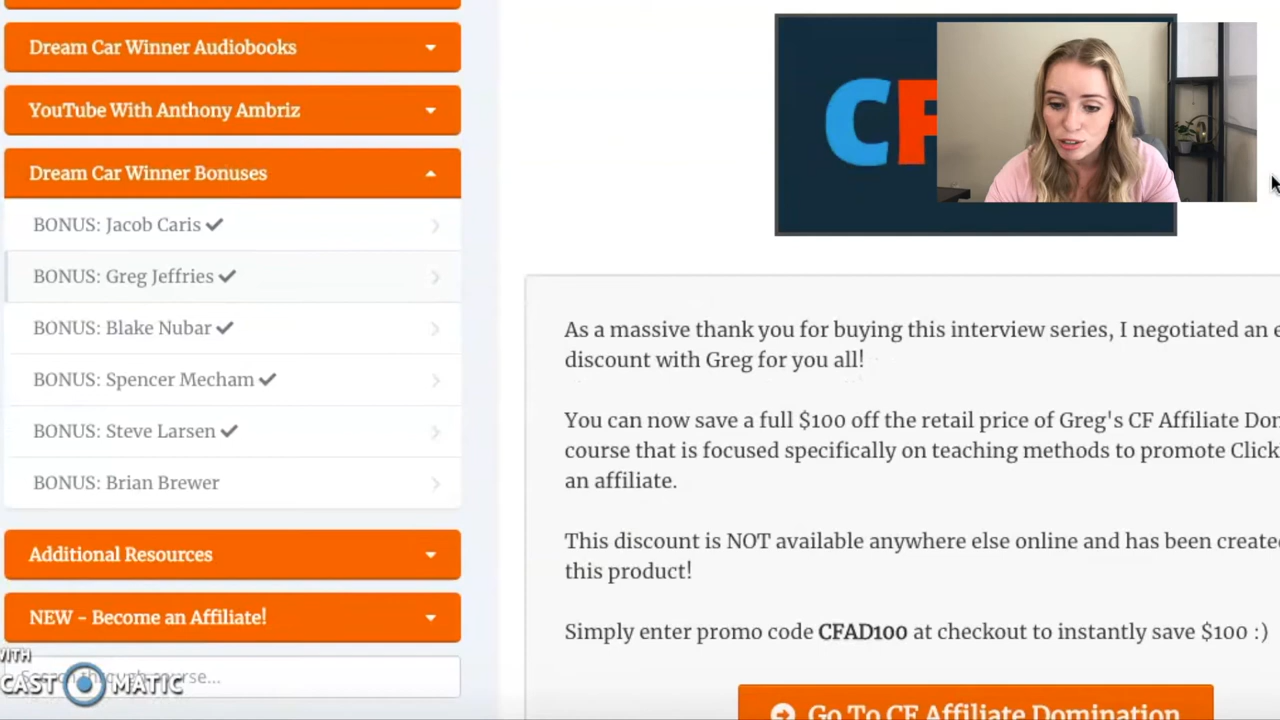 Dream Car Winner Audiobooks
YouTube With Anthony Ambriz
Dream Car Winner Bonuses
BONUS: Jacob Caris
BONUS: Greg Jeffries
BONUS: Blake Nubar
BONUS: Spencer Mecham
BONUS: Steve Larsen
BONUS: Brian Brewer
Additional Resources
NEW - Become an Affiliate!
CF
As a massive thank you for buying this interview series, I negotiated an
discount with Greg for you all!
You can now save a full $100 off the retail price of Greg's CF Affiliate
course that is focused specifically on teaching methods to promote
an affiliate.
This discount is NOT available anywhere else online and has been
this product!
Simply enter promo code CFAD100 at checkout to instantly save $100 :)
Go To CF Affiliate Domination